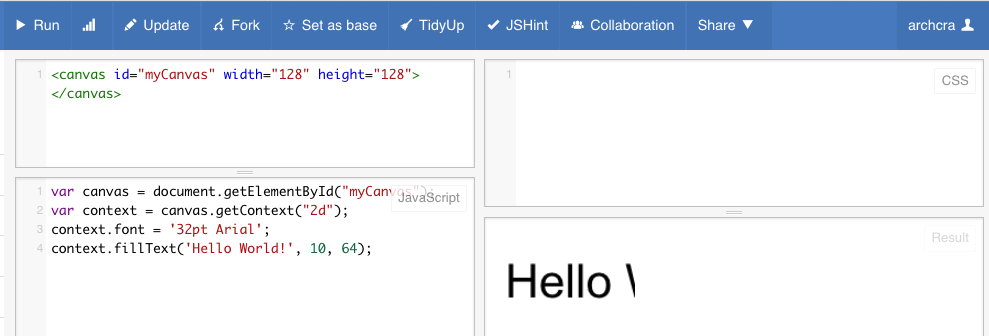 Run Update Fork Set as base TidyUp JSHint Collaboration Share archcra
1 <canvas id="myCanvas" width="128" height="128">
</canvas>
1 CSS
1 var canvas = document.getElementById("myCanvas");
JavaScript
2 var context = canvas.getContext("2d");
3 context.font = '32pt Arial';
4 context.fillText('Hello World!', 10, 64);
Result
Hello